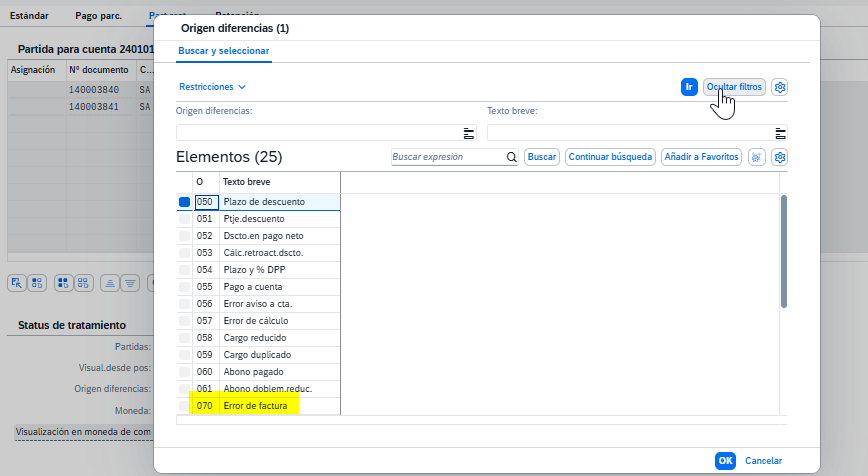 Estándar Pago parc.
Origen diferencias (1)
Partida para cuenta 240101
Buscar y seleccionar
Asignación Nº documento C...
140003840 SA
140003841 SA
Restricciones Ir Ocultar filtros
Origen diferencias: Texto breve:
Elementos (25) Buscar expresión Buscar Continuar búsqueda Añadir a Favoritos
O Texto breve
050 Plazo de descuento
051 Ptje.descuento
052 Dscto.en pago neto
053 Cálc.retroact.dscto.
054 Plazo y % DPP
055 Pago a cuenta
056 Error aviso a cta.
057 Error de cálculo
058 Cargo reducido
059 Cargo duplicado
060 Abono pagado
061 Abono doblem.reduc.
070 Error de factura
Status de tratamiento
Partidas:
Visual.desde pos:
Origen diferencias:
Moneda:
Visualización en moneda de com
OK Cancelar